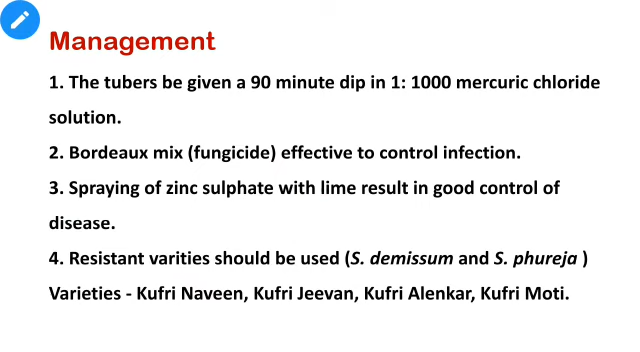 Management
1. The tubers be given a 90 minute dip in 1: 1000 mercuric chloride
solution.
2. Bordeaux mix (fungicide) effective to control infection.
3. Spraying of zinc sulphate with lime result in good control of
disease.
4. Resistant varities should be used (S. demissum and S. phureja )
Varieties - Kufri Naveen, Kufri Jeevan, Kufri Alenkar, Kufri Moti.